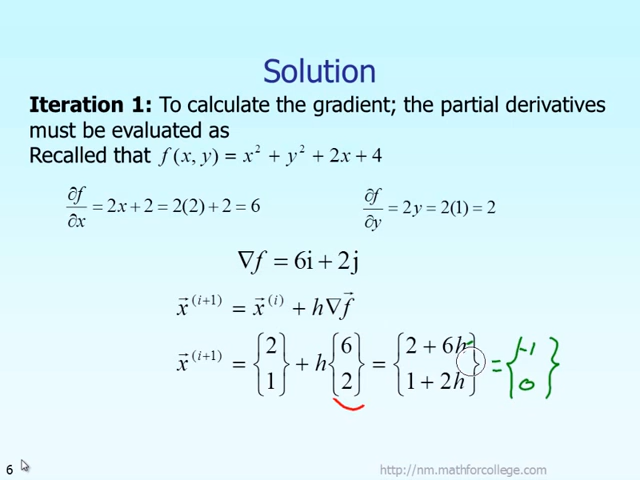 Solution
Iteration 1: To calculate the gradient; the partial derivatives
must be evaluated as
Recalled that f (x, y) = x² + y² + 2x + 4
∂f/∂x = 2x + 2 = 2(2) + 2 = 6    ∂f/∂y = 2y = 2(1) = 2
∇f = 6i + 2j
x⃗^(i+1) = x⃗^(i) + h∇f⃗
x⃗^(i+1) = {2 1} + h {6 2} = {2 + 6h 1 + 2h} = {-1 0}
6    http://nm.mathforcollege.com